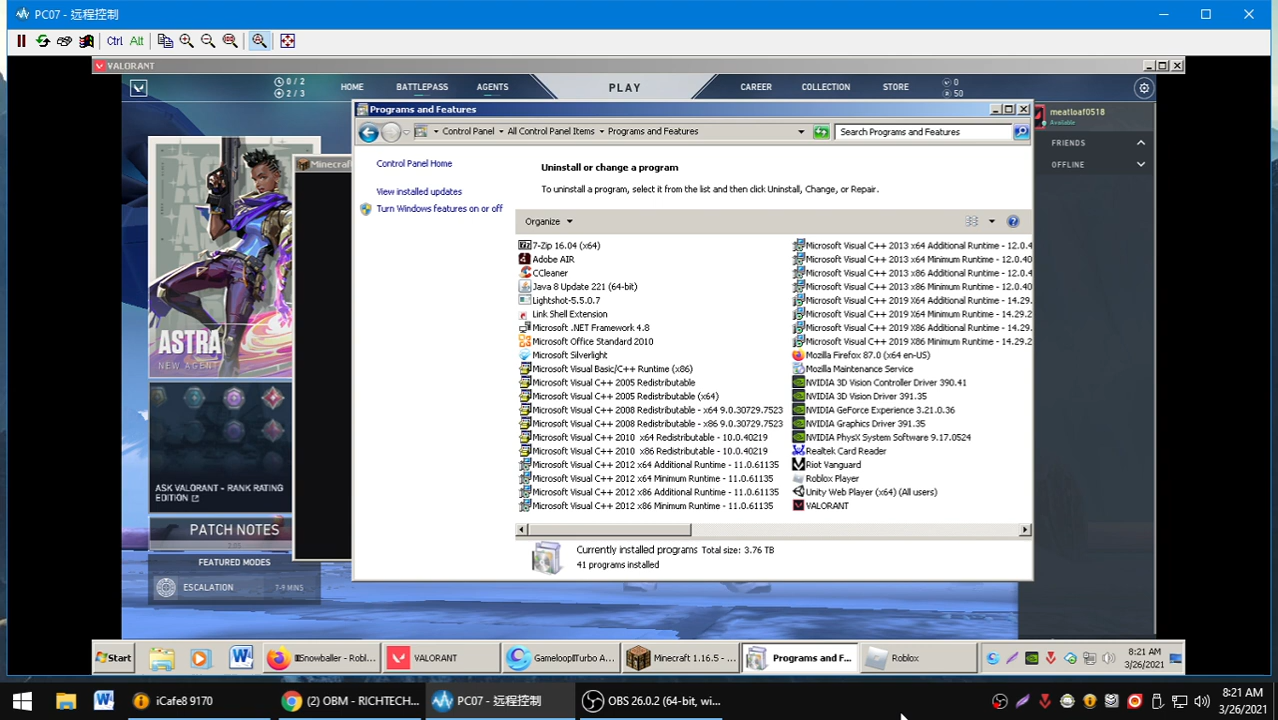 PC07 - 远程控制
Ctrl Alt
VALORANT
0 / 2
2 / 3
HOME BATTLEPASS AGENTS PLAY CAREER COLLECTION STORE
0
50
Programs and Features
Control Panel All Control Panel Items Programs and Features
Search Programs and Features
meatloaf0518
Available
FRIENDS
OFFLINE
Control Panel Home
View installed updates
Turn Windows features on or off
Uninstall or change a program
To uninstall a program, select it from the list and then click Uninstall, Change, or Repair.
Organize
7-Zip 16.04 (x64)
Adobe AIR
CCleaner
Java 8 Update 221 (64-bit)
Lightshot-5.5.0.7
Link Shell Extension
Microsoft .NET Framework 4.8
Microsoft Office Standard 2010
Microsoft Silverlight
Microsoft Visual Basic/C++ Runtime (x86)
Microsoft Visual C++ 2005 Redistributable
Microsoft Visual C++ 2005 Redistributable (x64)
Microsoft Visual C++ 2008 Redistributable - x64 9.0.30729.7523
Microsoft Visual C++ 2008 Redistributable - x86 9.0.30729.7523
Microsoft Visual C++ 2010 x64 Redistributable - 10.0.40219
Microsoft Visual C++ 2010 x86 Redistributable - 10.0.40219
Microsoft Visual C++ 2012 x64 Additional Runtime - 11.0.61135
Microsoft Visual C++ 2012 x64 Minimum Runtime - 11.0.61135
Microsoft Visual C++ 2012 x86 Additional Runtime - 11.0.61135
Microsoft Visual C++ 2012 x86 Minimum Runtime - 11.0.61135
Microsoft Visual C++ 2013 x64 Additional Runtime - 12.0.4
Microsoft Visual C++ 2013 x64 Minimum Runtime - 12.0.40
Microsoft Visual C++ 2013 x86 Additional Runtime - 12.0.4
Microsoft Visual C++ 2013 x86 Minimum Runtime - 12.0.40
Microsoft Visual C++ 2019 X64 Additional Runtime - 14.29.2
Microsoft Visual C++ 2019 X64 Minimum Runtime - 14.29.2
Microsoft Visual C++ 2019 X86 Additional Runtime - 14.29.2
Microsoft Visual C++ 2019 X86 Minimum Runtime - 14.29.2
Mozilla Firefox 87.0 (x64 en-US)
Mozilla Maintenance Service
NVIDIA 3D Vision Controller Driver 390.41
NVIDIA 3D Vision Driver 391.35
NVIDIA GeForce Experience 3.21.0.36
NVIDIA Graphics Driver 391.35
NVIDIA PhysX System Software 9.17.0524
Realtek Card Reader
Riot Vanguard
Roblox Player
Unity Web Player (x64) (All users)
VALORANT
Currently installed programs Total size: 3.76 TB
41 programs installed
Minecraft
ASTRA
NEW AGENT
ASK VALORANT - RANK RATING
EDITION
PATCH NOTES
2.05
FEATURED MODES
ESCALATION 7-9 MINS
Start
Snowballer - Robl...
VALORANT
Gameloop Turbo A...
Minecraft 1.16.5 - ...
Programs and F...
Roblox
8:21 AM
3/26/2021
iCafe8 9170
(2) OBM - RICHTECH...
PC07 - 远程控制
OBS 26.0.2 (64-bit, wi...
8:21 AM
3/26/2021